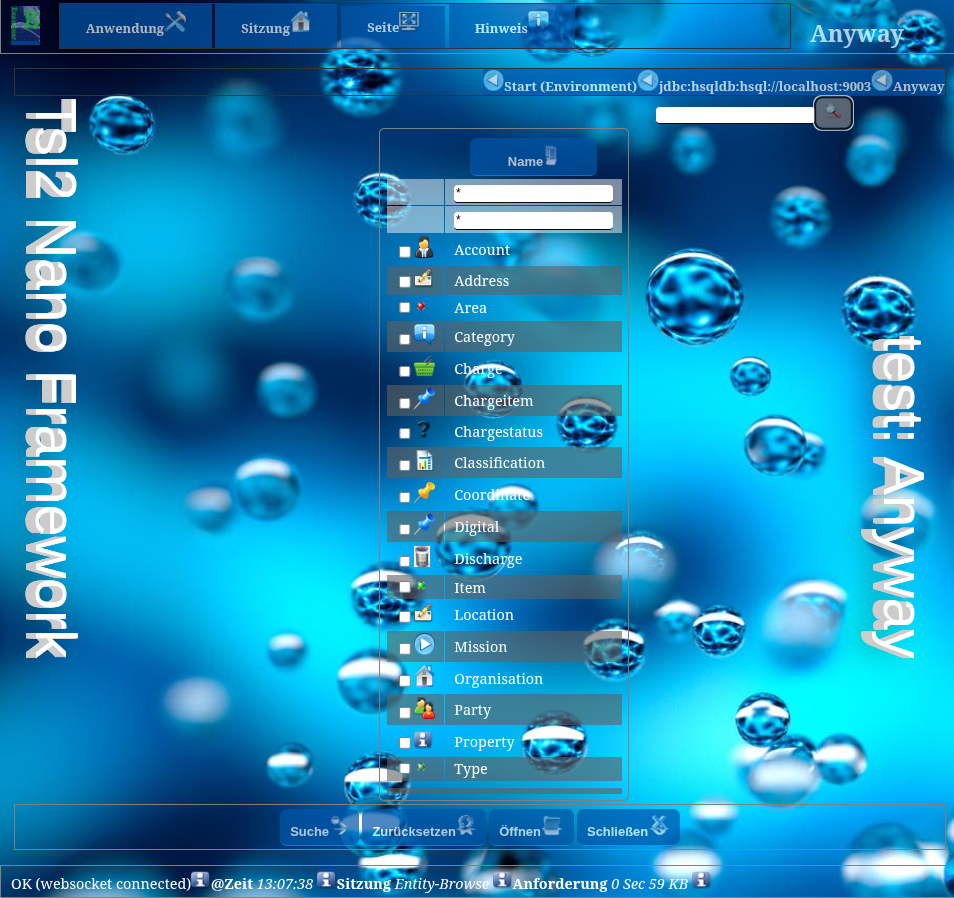 Anwendung Sitzung Seite Hinweis
Anyway
Start (Environment) jdbc:hsqldb:hsql://localhost:9003 Anyway
Tsl2 Nano Framework
test: Anyway
Name
*
*
Account
Address
Area
Category
Charge
Chargeitem
Chargestatus
Classification
Coordinate
Digital
Discharge
Item
Location
Mission
Organisation
Party
Property
Type
Suche Zurücksetzen Öffnen Schließen
OK (websocket connected) @Zeit 13:07:38 Sitzung Entity-Browse Anforderung 0 Sec 59 KB